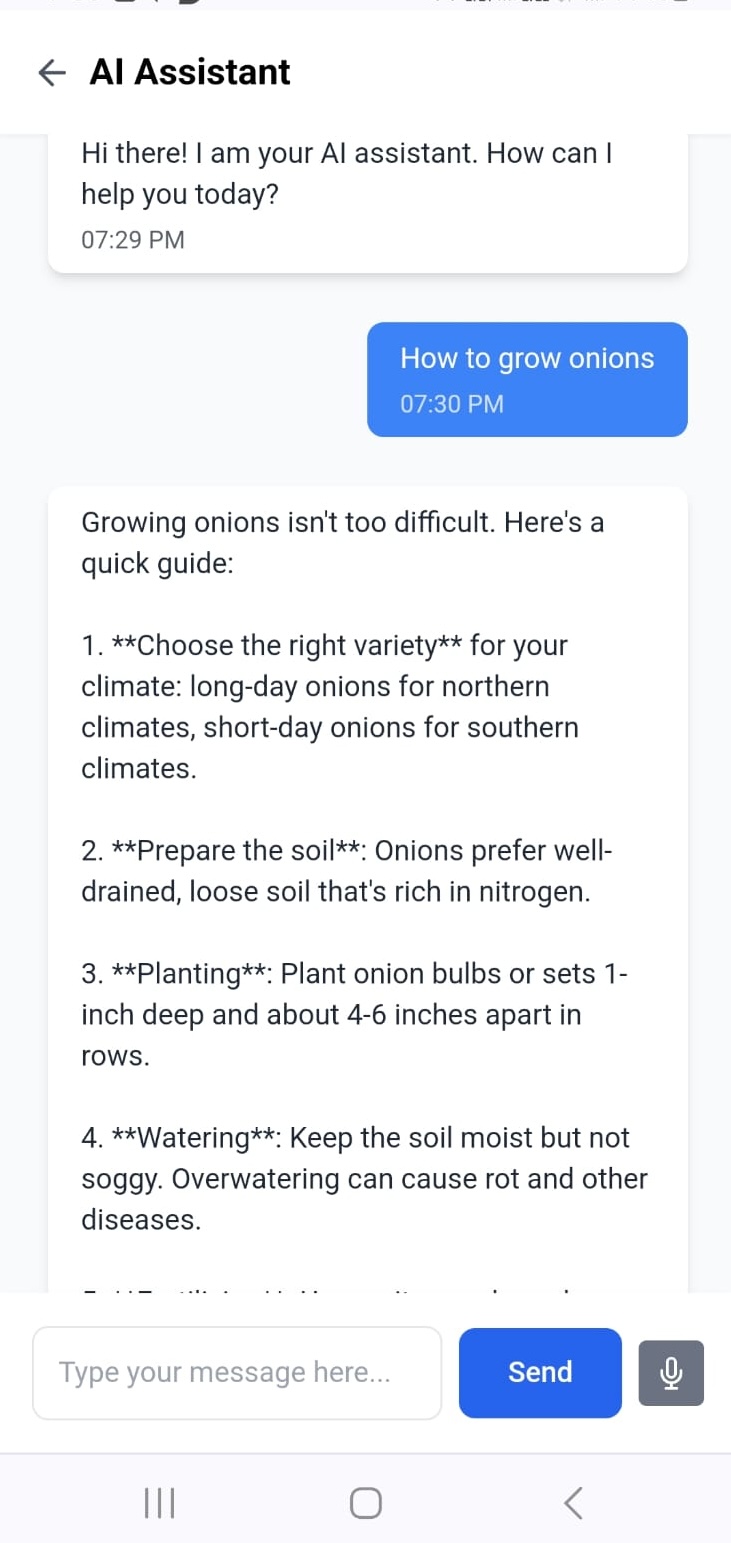 AI Assistant
Hi there! I am your AI assistant. How can I
help you today?
07:29 PM
How to grow onions
07:30 PM
Growing onions isn't too difficult. Here's a
quick guide:
1. **Choose the right variety** for your
climate: long-day onions for northern
climates, short-day onions for southern
climates.
2. **Prepare the soil**: Onions prefer well-
drained, loose soil that's rich in nitrogen.
3. **Planting**: Plant onion bulbs or sets 1-
inch deep and about 4-6 inches apart in
rows.
4. **Watering**: Keep the soil moist but not
soggy. Overwatering can cause rot and other
diseases.
Type your message here...
Send